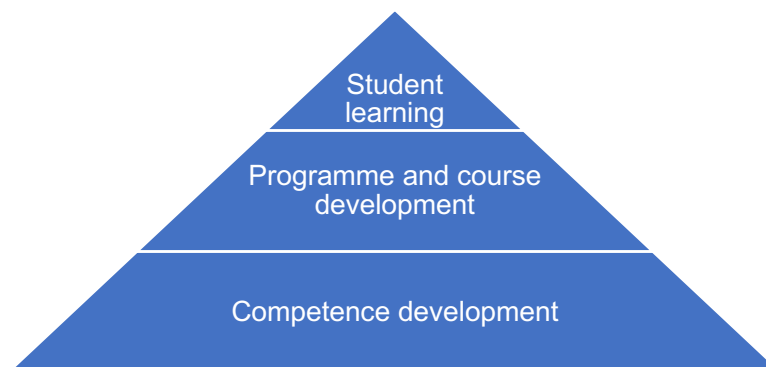 Student
learning
Programme and course
development
Competence development